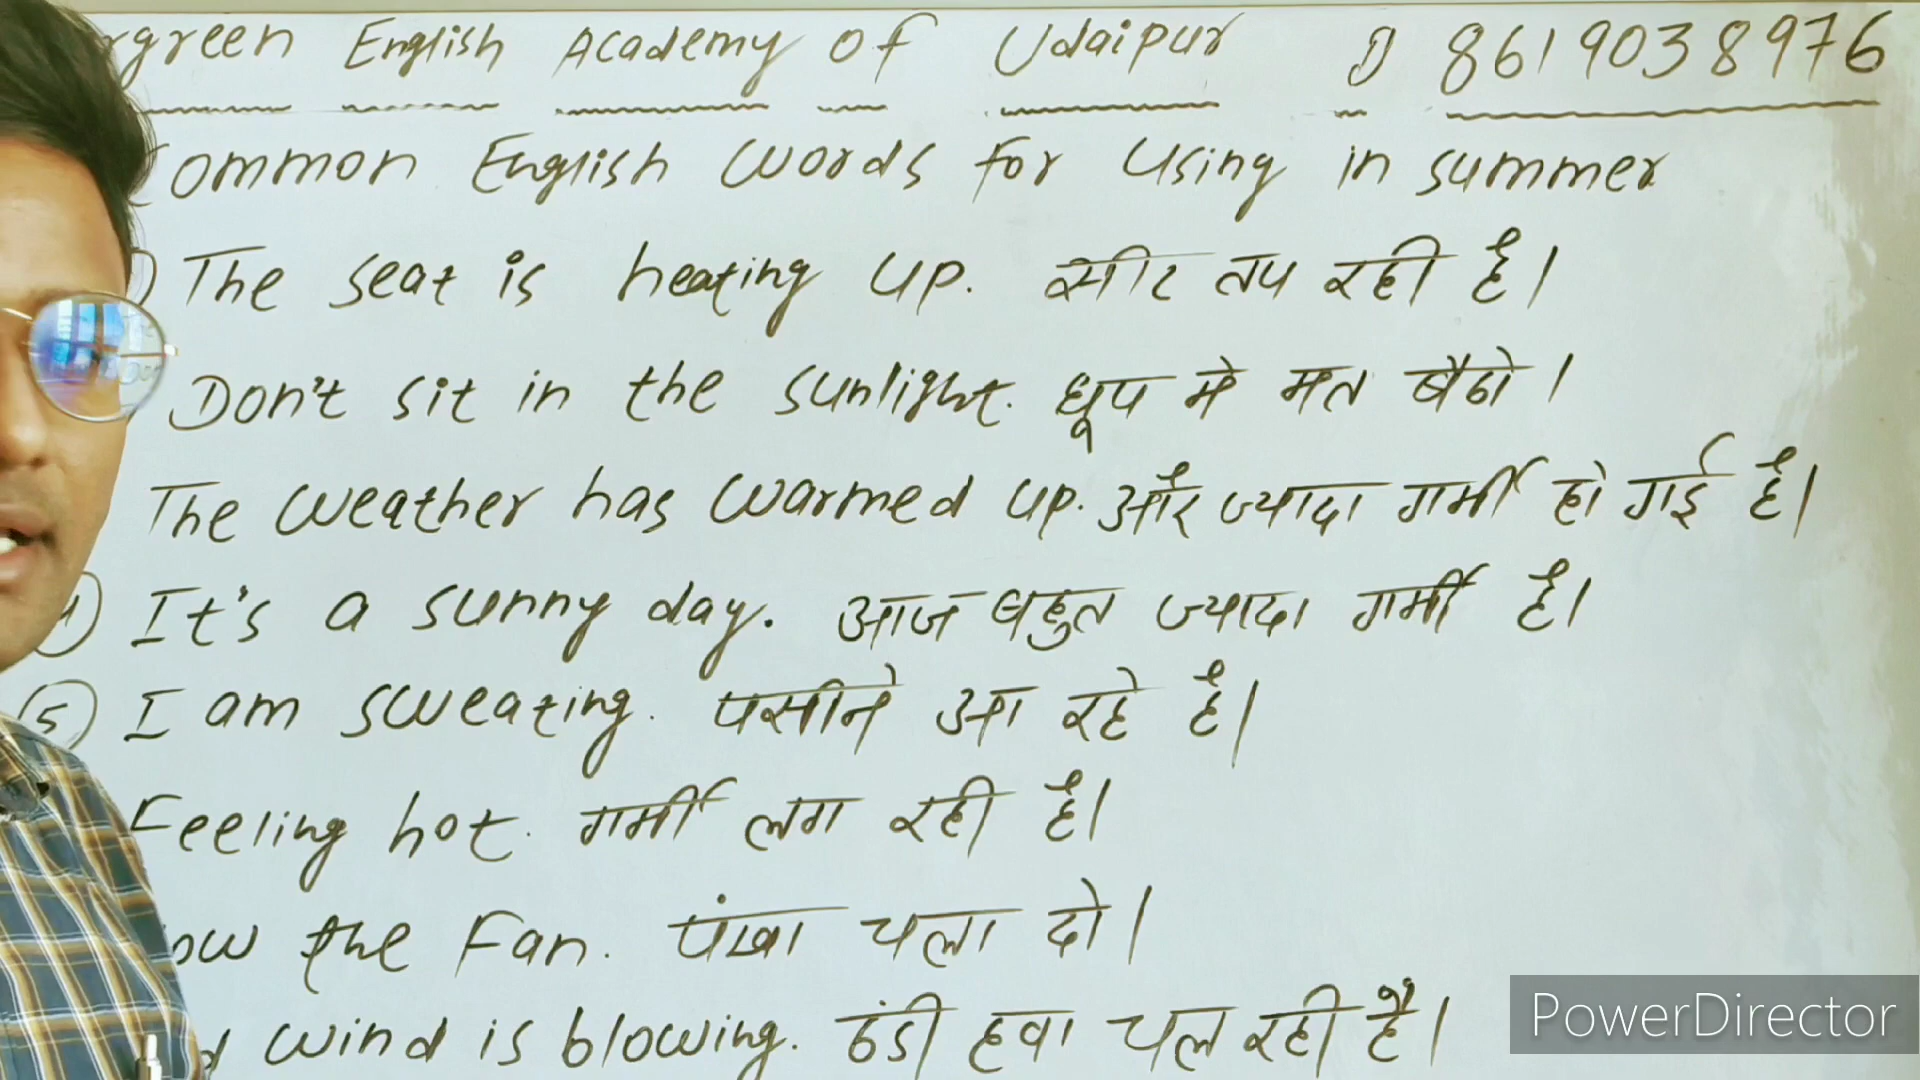 green English Academy of Udaipur D 8619038976
Common English words for using in summer
The seat is heating up. सीट तप रही है।
Don't sit in the sunlight. धूप मे मत बैठो।
The weather has warmed up. और ज्यादा गर्मी हो गई है।
4) It's a sunny day. आज बहुत ज्यादा गर्मी है।
5) I am sweating. पसीने आ रहे है।
Feeling hot. गर्मी लग रही है।
the Fan. पंखा चला दो।
wind is blowing. ठंडी हवा चल रही है।
PowerDirector